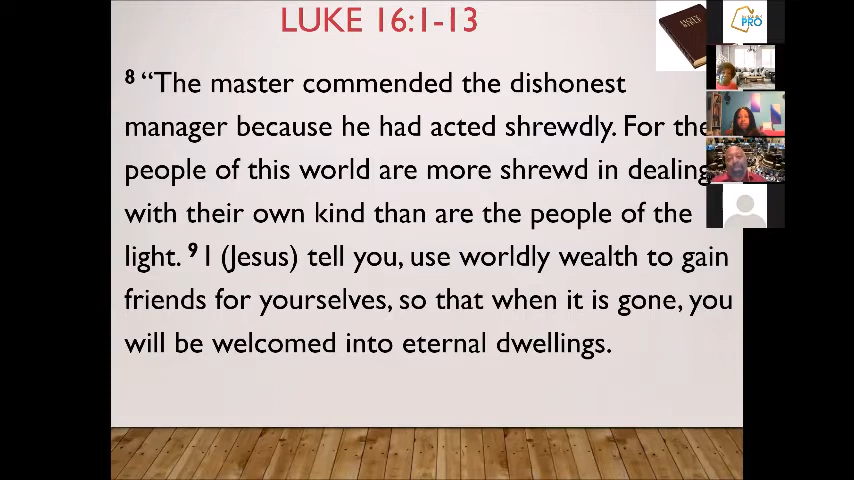 LUKE 16:1-13
8 “The master commended the dishonest
manager because he had acted shrewdly. For the
people of this world are more shrewd in dealing
with their own kind than are the people of the
light. 9 I (Jesus) tell you, use worldly wealth to gain
friends for yourselves, so that when it is gone, you
will be welcomed into eternal dwellings.
PRO